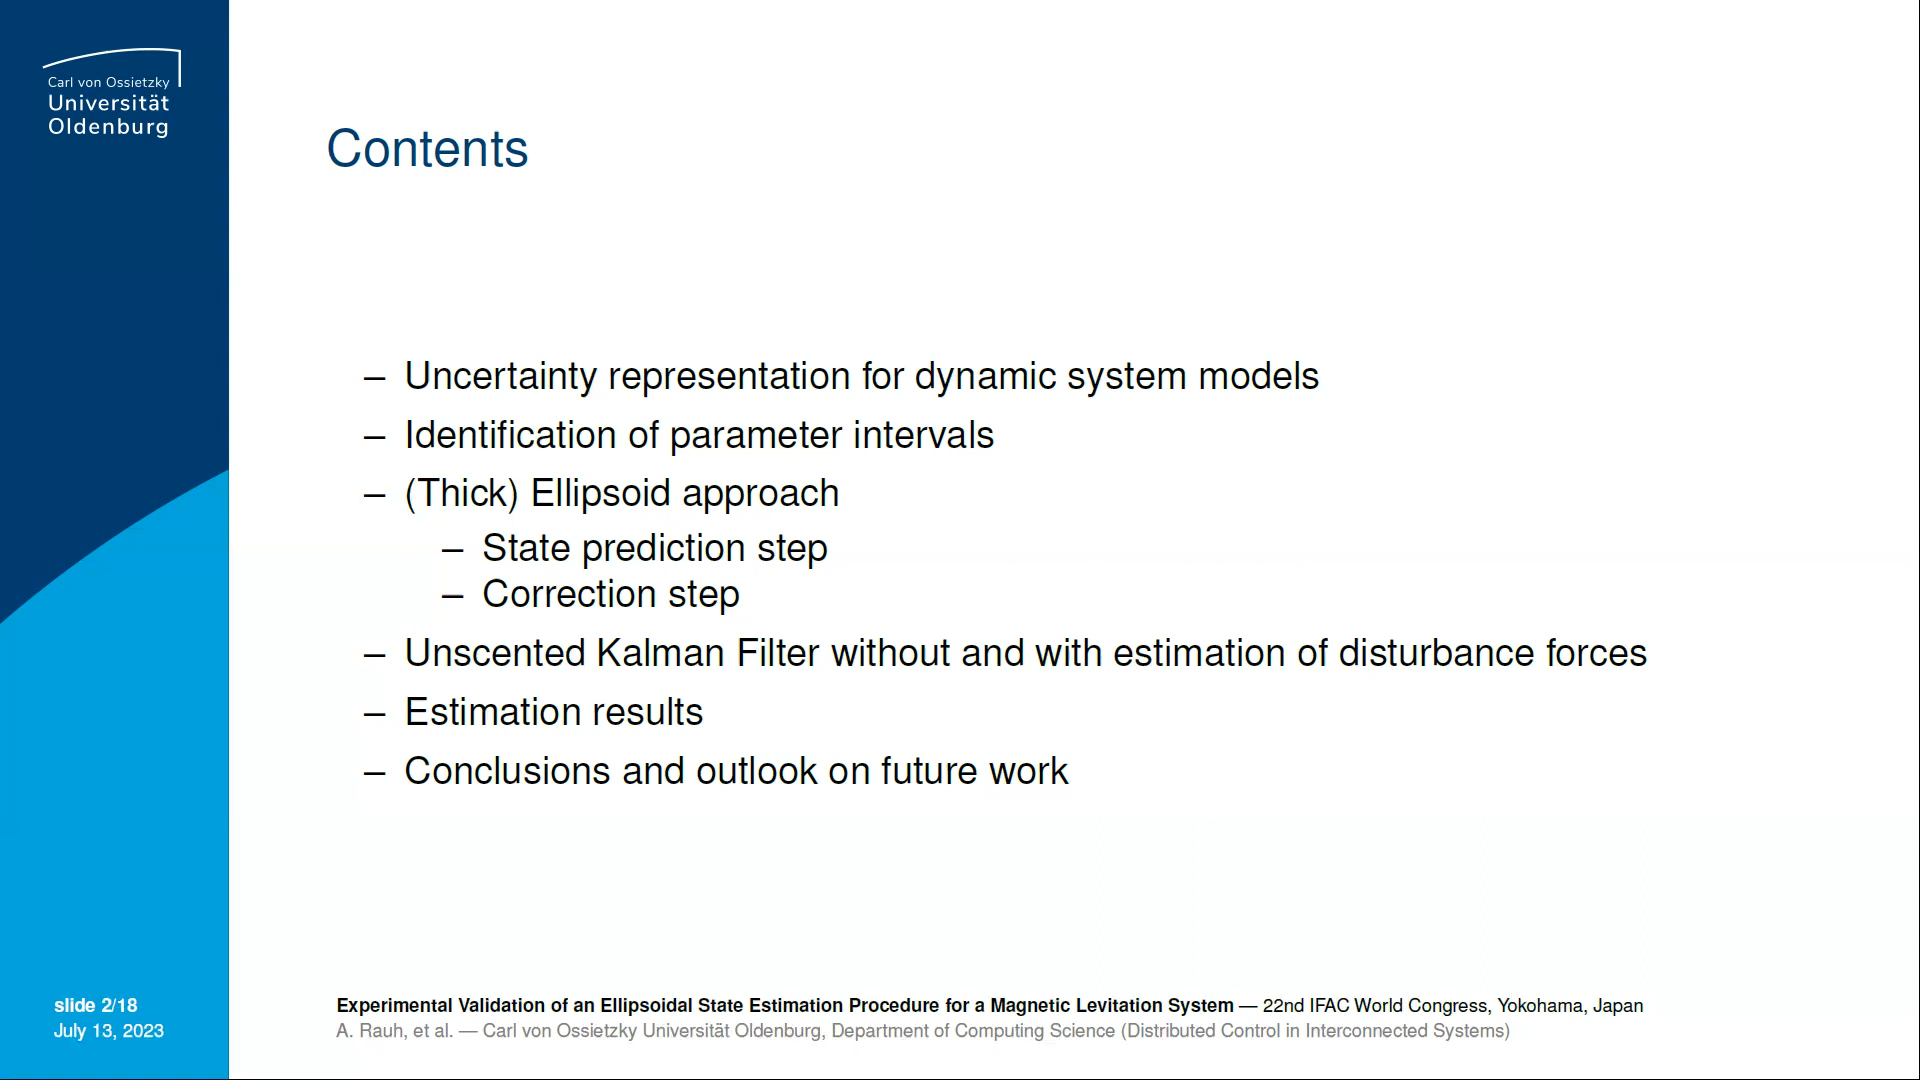 Carl von Ossietzky
Universität
Oldenburg
Contents
– Uncertainty representation for dynamic system models
– Identification of parameter intervals
– (Thick) Ellipsoid approach
– State prediction step
– Correction step
– Unscented Kalman Filter without and with estimation of disturbance forces
– Estimation results
– Conclusions and outlook on future work
slide 2/18
July 13, 2023
Experimental Validation of an Ellipsoidal State Estimation Procedure for a Magnetic Levitation System — 22nd IFAC World Congress, Yokohama, Japan
A. Rauh, et al. — Carl von Ossietzky Universität Oldenburg, Department of Computing Science (Distributed Control in Interconnected Systems)